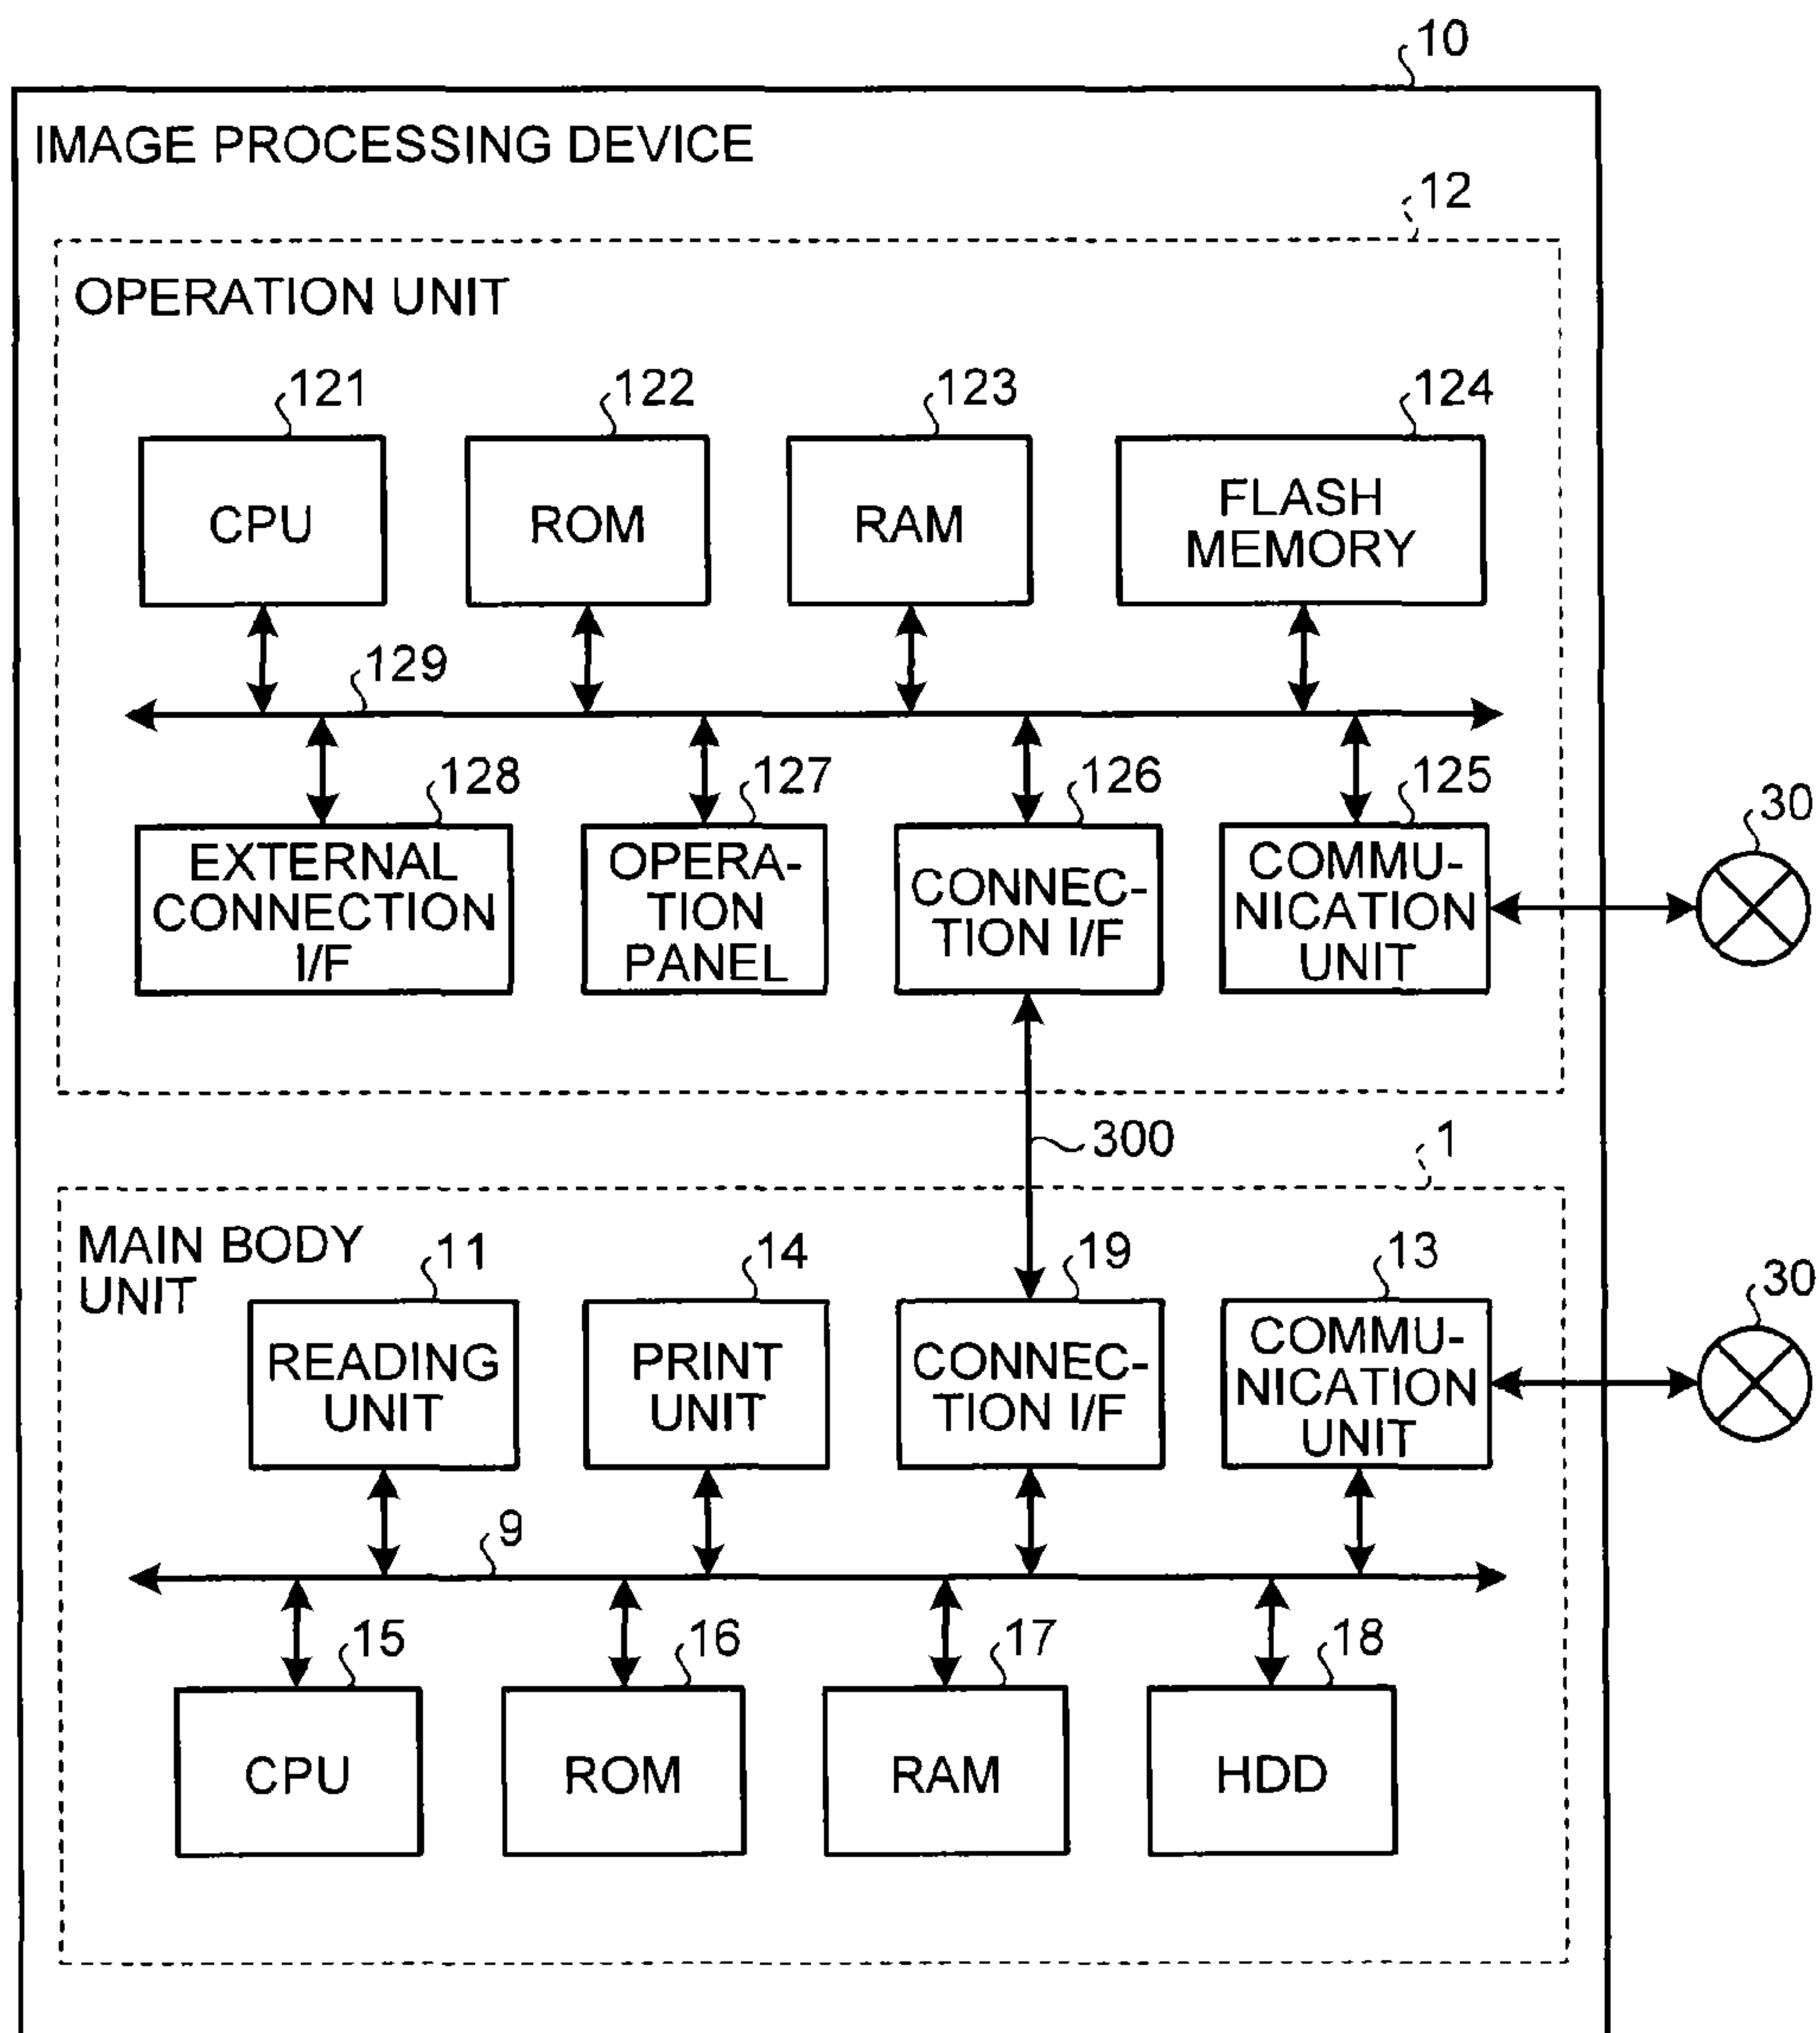 10
IMAGE PROCESSING DEVICE
12
OPERATION UNIT
121
122
123
124
CPU
ROM
RAM
FLASH
MEMORY
129
128
127
126
125
30
EXTERNAL
CONNECTION
I/F
OPERA-
TION
PANEL
CONNEC-
TION I/F
COMMU-
NICATION
UNIT
300
1
MAIN BODY
UNIT
11
14
19
13
30
READING
UNIT
PRINT
UNIT
CONNEC-
TION I/F
COMMU-
NICATION
UNIT
9
15
16
17
18
CPU
ROM
RAM
HDD